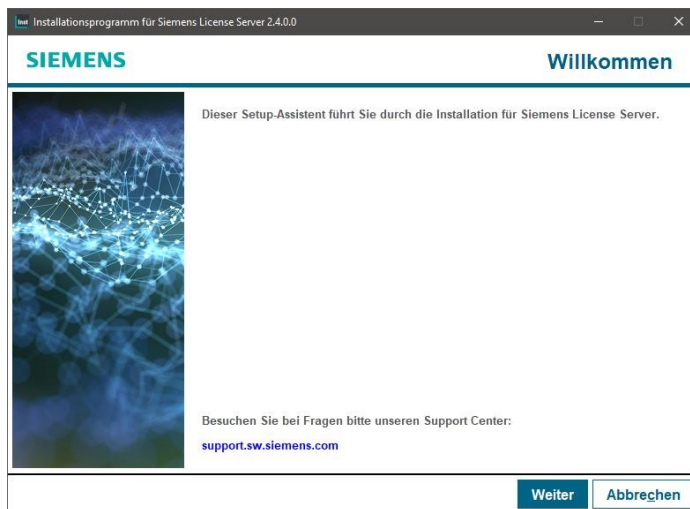 Installationsprogramm für Siemens License Server 2.4.0.0
SIEMENS
Willkommen
Dieser Setup-Assistent führt Sie durch die Installation für Siemens License Server.
Besuchen Sie bei Fragen bitte unseren Support Center:
support.sw.siemens.com
Weiter
Abbrechen